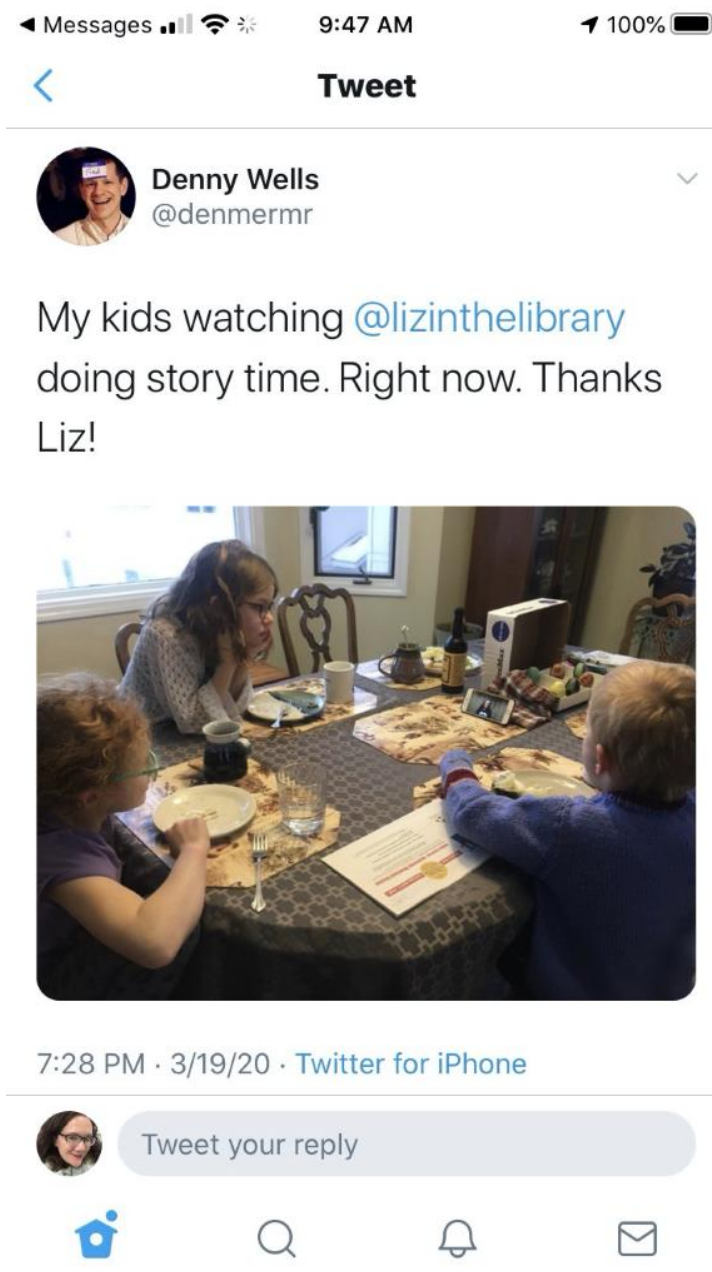 Messages
9:47 AM
100%
Tweet
Denny Wells
@denmermr
My kids watching @lizinthelibrary
doing story time. Right now. Thanks
Liz!
7:28 PM · 3/19/20 · Twitter for iPhone
Tweet your reply